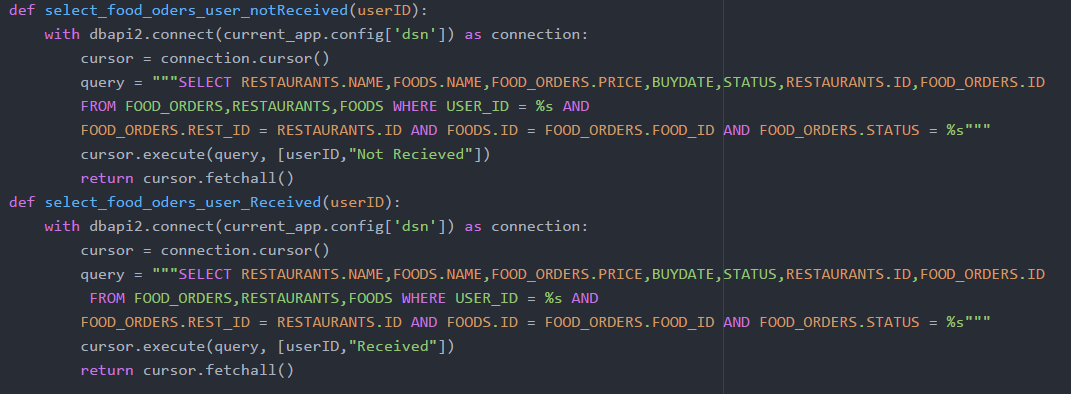 def select_food_oders_user_notReceived(userID):
    with dbapi2.connect(current_app.config['dsn']) as connection:
        cursor = connection.cursor()
        query = """SELECT RESTAURANTS.NAME,FOODS.NAME,FOOD_ORDERS.PRICE,BUYDATE,STATUS,RESTAURANTS.ID,FOOD_ORDERS.ID
        FROM FOOD_ORDERS,RESTAURANTS,FOODS WHERE USER_ID = %s AND
        FOOD_ORDERS.REST_ID = RESTAURANTS.ID AND FOODS.ID = FOOD_ORDERS.FOOD_ID AND FOOD_ORDERS.STATUS = %s"""
        cursor.execute(query, [userID,"Not Recieved"])
        return cursor.fetchall()
def select_food_oders_user_Received(userID):
    with dbapi2.connect(current_app.config['dsn']) as connection:
        cursor = connection.cursor()
        query = """SELECT RESTAURANTS.NAME,FOODS.NAME,FOOD_ORDERS.PRICE,BUYDATE,STATUS,RESTAURANTS.ID,FOOD_ORDERS.ID
         FROM FOOD_ORDERS,RESTAURANTS,FOODS WHERE USER_ID = %s AND
        FOOD_ORDERS.REST_ID = RESTAURANTS.ID AND FOODS.ID = FOOD_ORDERS.FOOD_ID AND FOOD_ORDERS.STATUS = %s"""
        cursor.execute(query, [userID,"Received"])
        return cursor.fetchall()